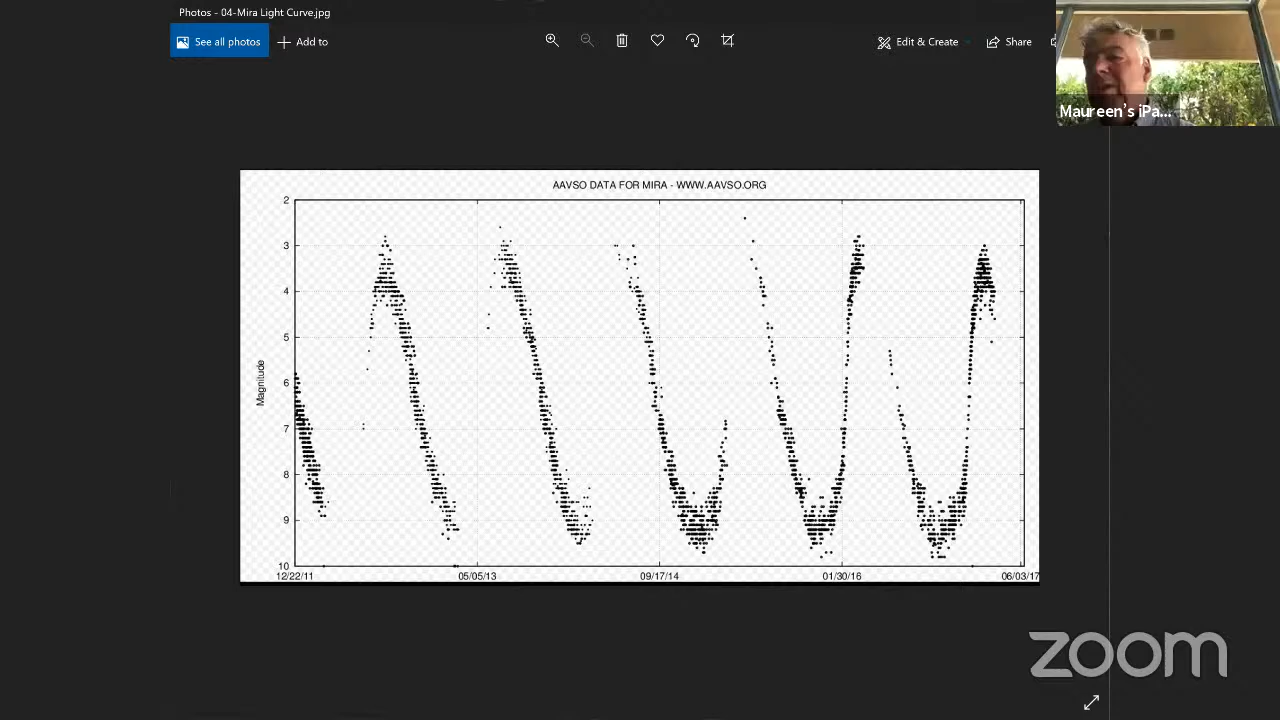 Photos - 04-Mira Light Curve.jpg
See all photos
Add to
Edit & Create
Share
Maureen's iPa...
AAVSO DATA FOR MIRA - WWW.AAVSO.ORG
Magnitude
2
3
5
6
7
8
9
10
12/22/11
05/05/13
09/17/14
01/30/16
06/03/17
zoom